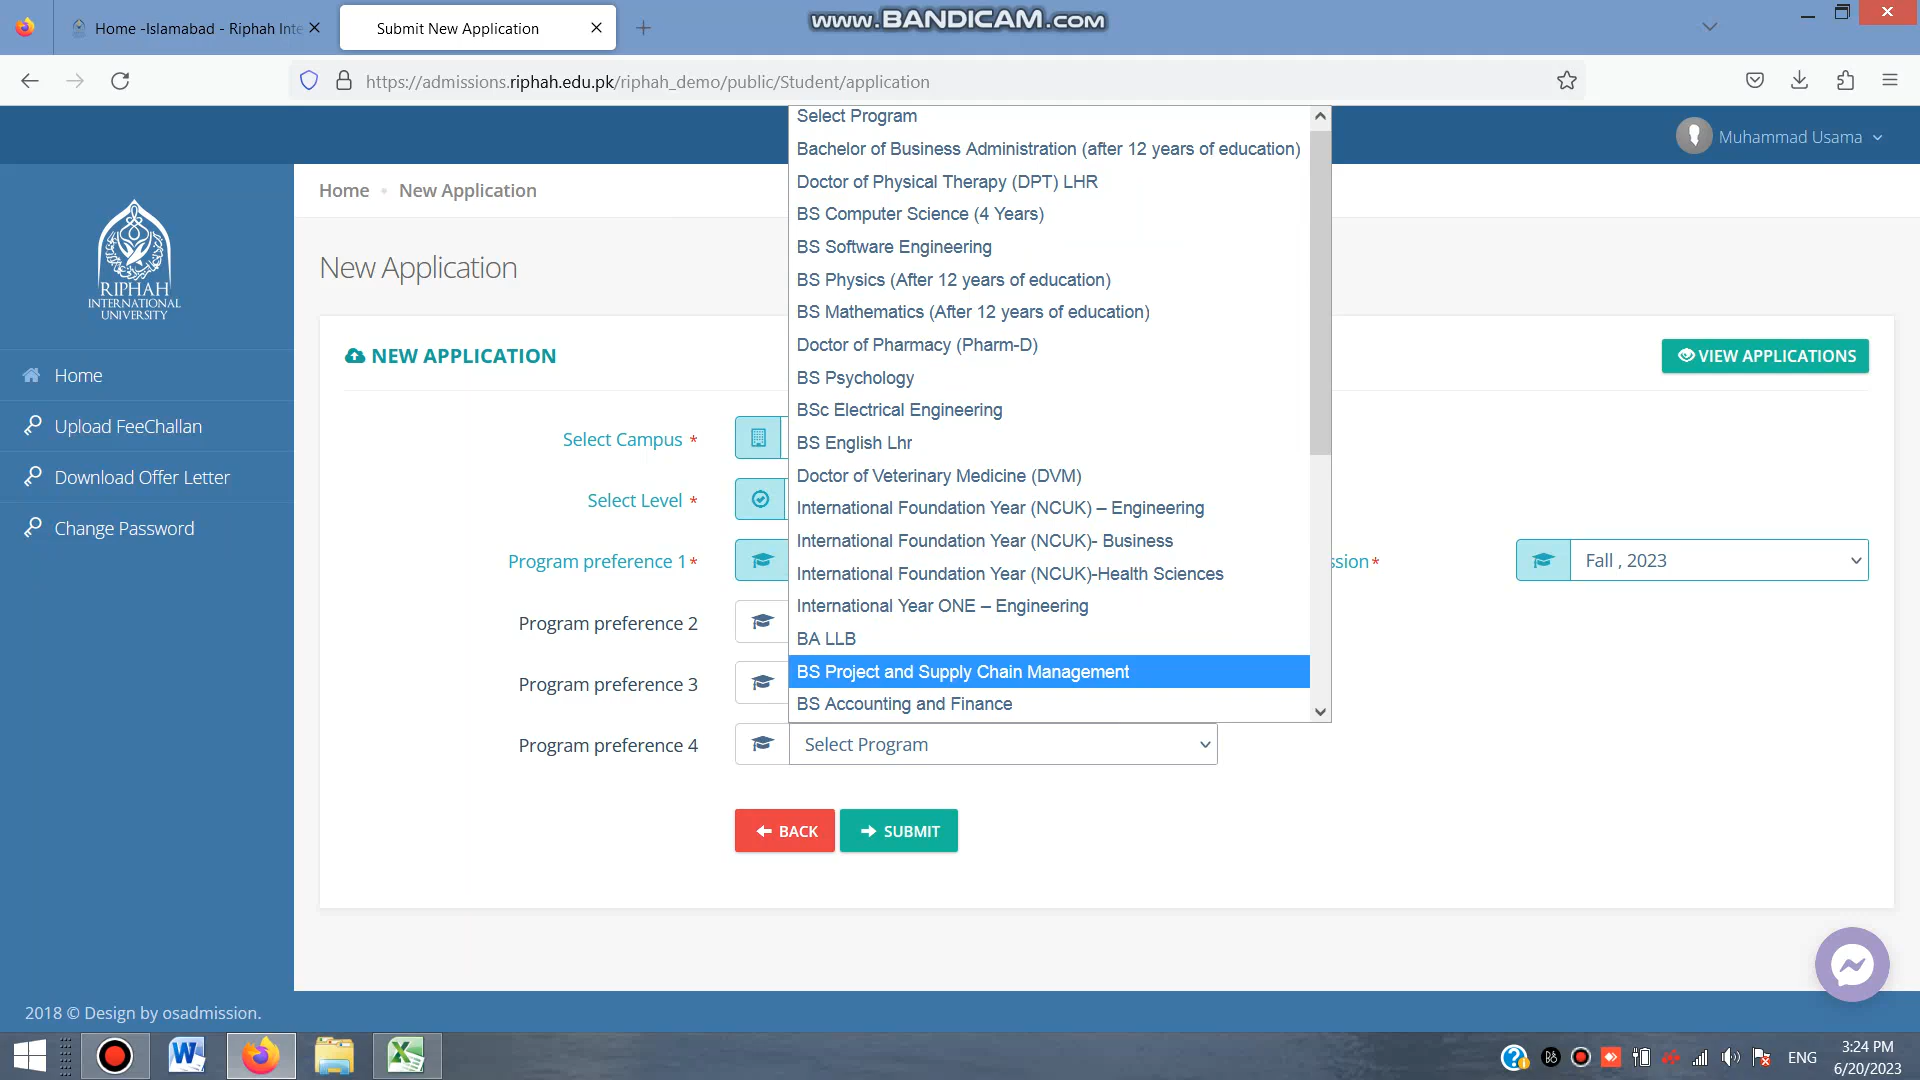 Home -Islamabad - Riphah Inte
Submit New Application
www.BANDICAM.com
https://admissions.riphah.edu.pk/riphah_demo/public/Student/application
Muhammad Usama
RIPHAH
INTERNATIONAL
UNIVERSITY
Home
Upload FeeChallan
Download Offer Letter
Change Password
Home • New Application
New Application
NEW APPLICATION
VIEW APPLICATIONS
Select Campus *
Select Level *
Program preference 1 *
ssion *
Fall , 2023
Program preference 2
Program preference 3
Program preference 4
Select Program
Bachelor of Business Administration (after 12 years of education)
Doctor of Physical Therapy (DPT) LHR
BS Computer Science (4 Years)
BS Software Engineering
BS Physics (After 12 years of education)
BS Mathematics (After 12 years of education)
Doctor of Pharmacy (Pharm-D)
BS Psychology
BSc Electrical Engineering
BS English Lhr
Doctor of Veterinary Medicine (DVM)
International Foundation Year (NCUK) – Engineering
International Foundation Year (NCUK)- Business
International Foundation Year (NCUK)-Health Sciences
International Year ONE – Engineering
BA LLB
BS Project and Supply Chain Management
BS Accounting and Finance
Select Program
BACK
SUBMIT
2018 © Design by osadmission.
ENG
3:24 PM
6/20/2023